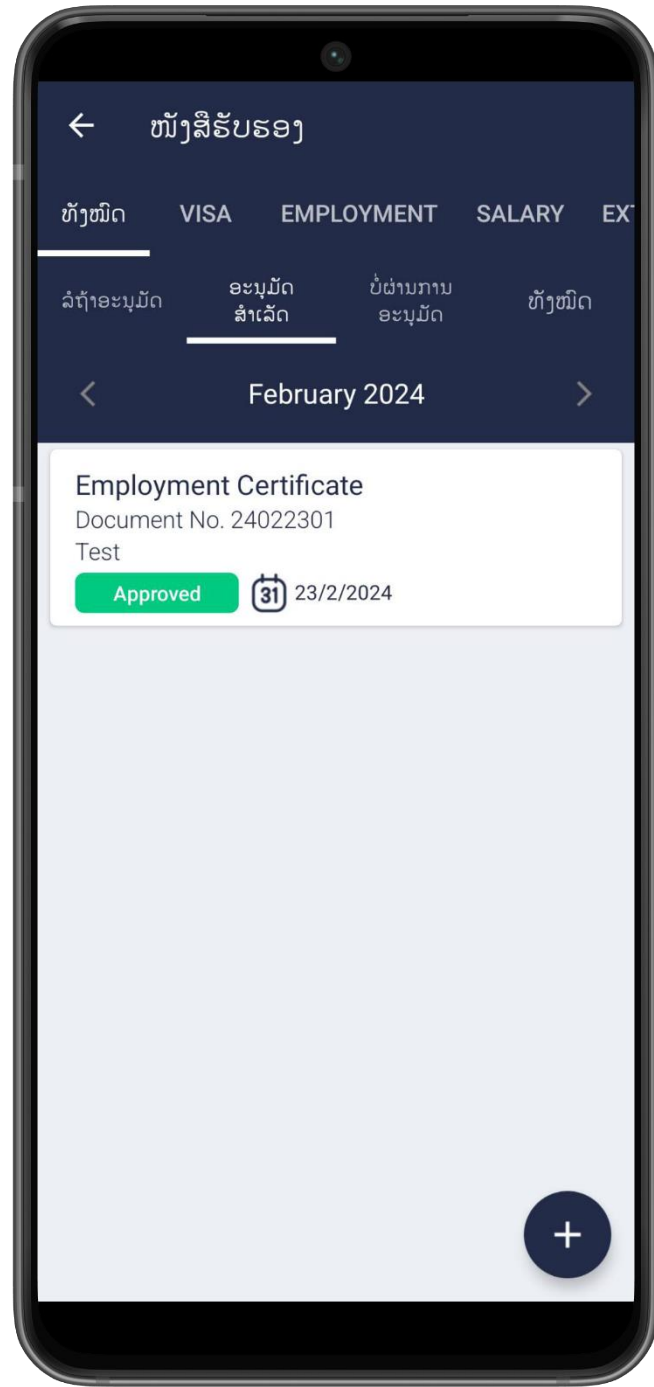 ໜັງສືຮັບຮອງ
ທັງໝົດ VISA EMPLOYMENT SALARY EXT
ລໍຖ້າອະນຸມັດ ອະນຸມັດ ບໍ່ຜ່ານການ ທັງໝົດ
ສຳເລັດ ອະນຸມັດ
February 2024
Employment Certificate
Document No. 24022301
Test
Approved 31 23/2/2024